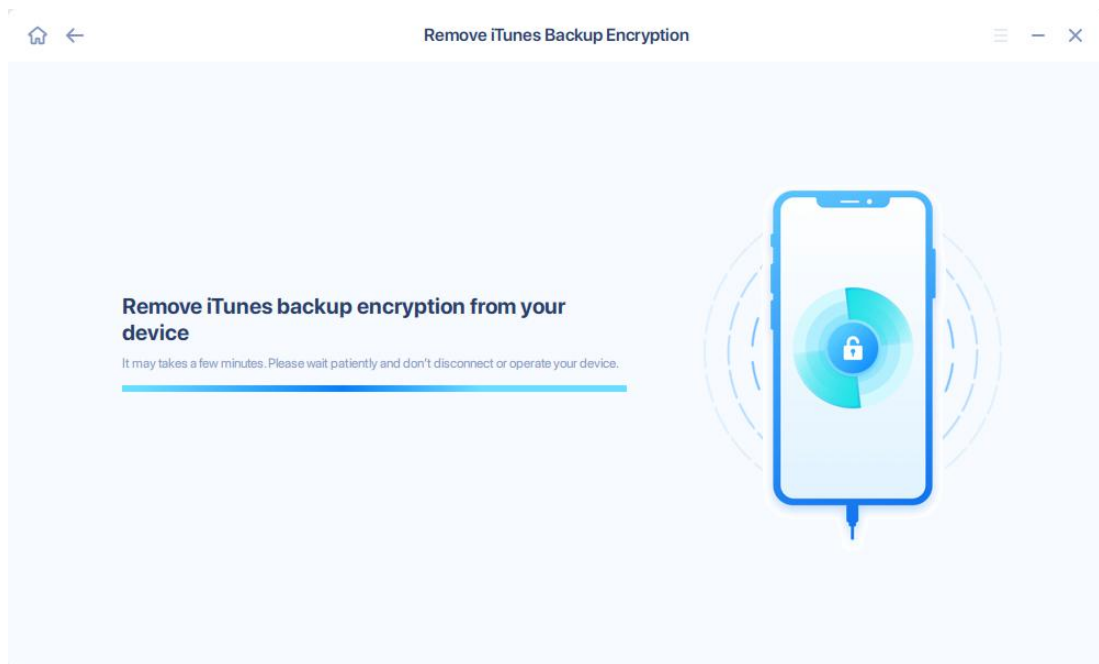 Remove iTunes Backup Encryption
Remove iTunes backup encryption from your
device
It may takes a few minutes. Please wait patiently and don't disconnect or operate your device.